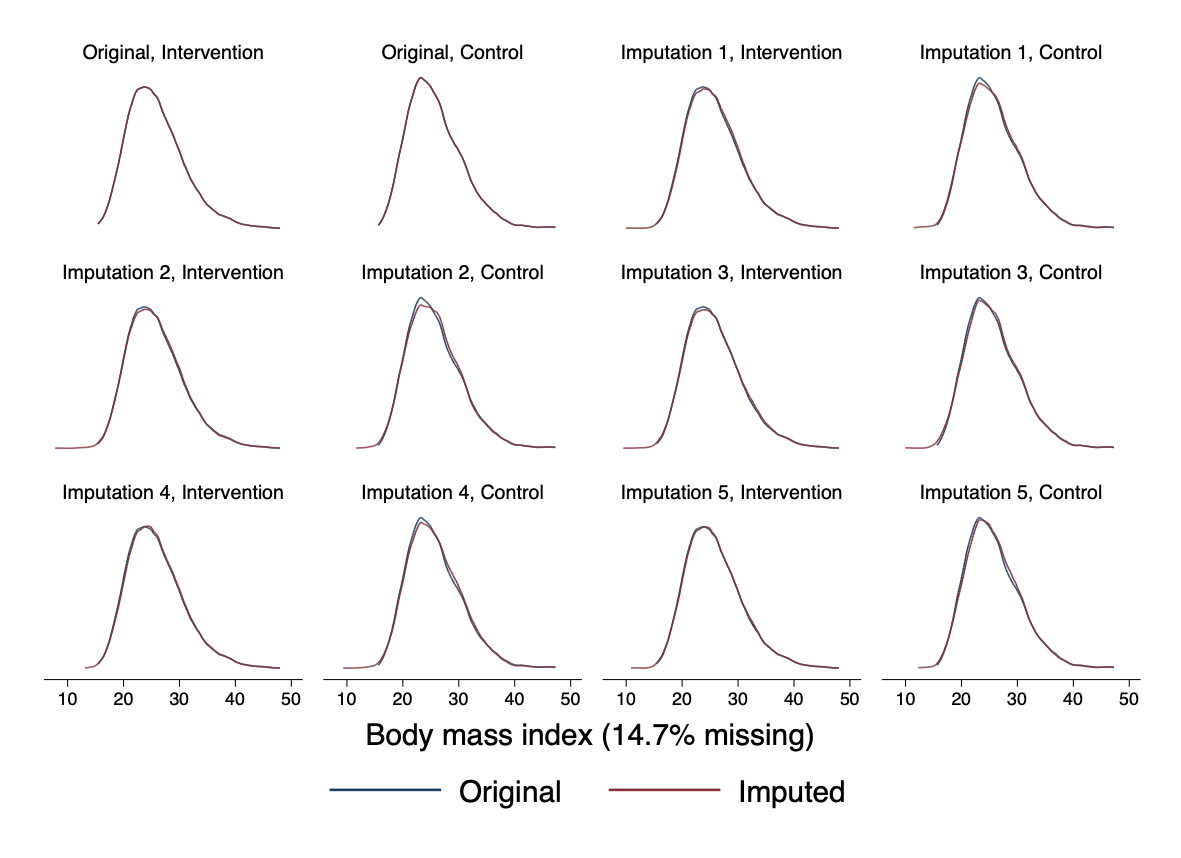 Original, Intervention
Original, Control
Imputation 1, Intervention
Imputation 1, Control
Imputation 2, Intervention
Imputation 2, Control
Imputation 3, Intervention
Imputation 3, Control
Imputation 4, Intervention
Imputation 4, Control
Imputation 5, Intervention
Imputation 5, Control
10 20 30 40 50
10 20 30 40 50
10 20 30 40 50
10 20 30 40 50
Body mass index (14.7% missing)
Original
Imputed